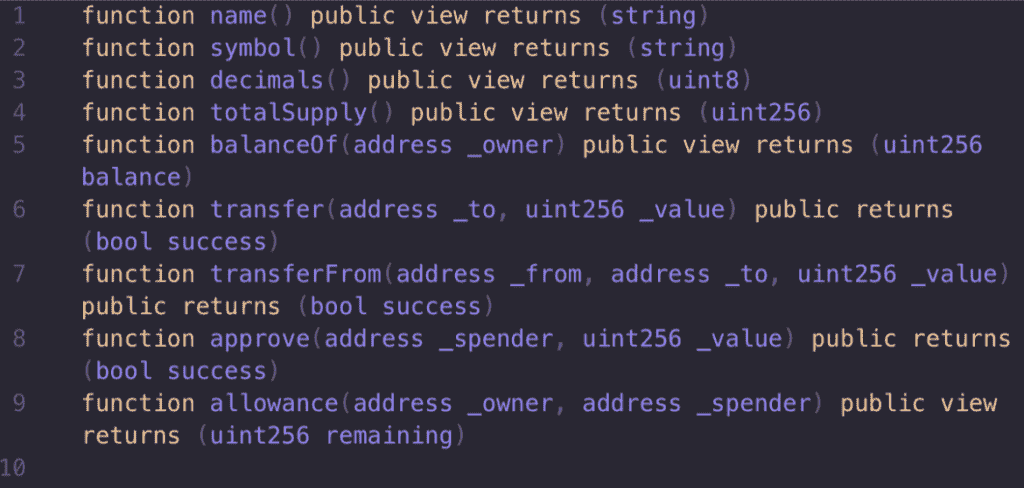 1 function name() public view returns (string)
2 function symbol() public view returns (string)
3 function decimals() public view returns (uint8)
4 function totalSupply() public view returns (uint256)
5 function balanceOf(address _owner) public view returns (uint256
balance)
6 function transfer(address _to, uint256 _value) public returns
(bool success)
7 function transferFrom(address _from, address _to, uint256 _value)
public returns (bool success)
8 function approve(address _spender, uint256 _value) public returns
(bool success)
9 function allowance(address _owner, address _spender) public view
returns (uint256 remaining)
10